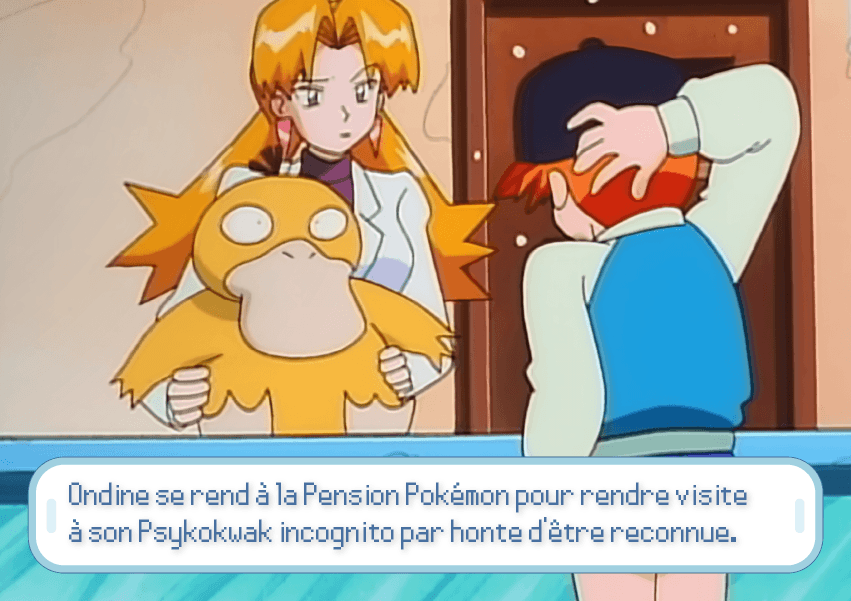 Ondine se rend à la Pension Pokémon pour rendre visite
à son Psykokwak incognito par honte d'être reconnue.